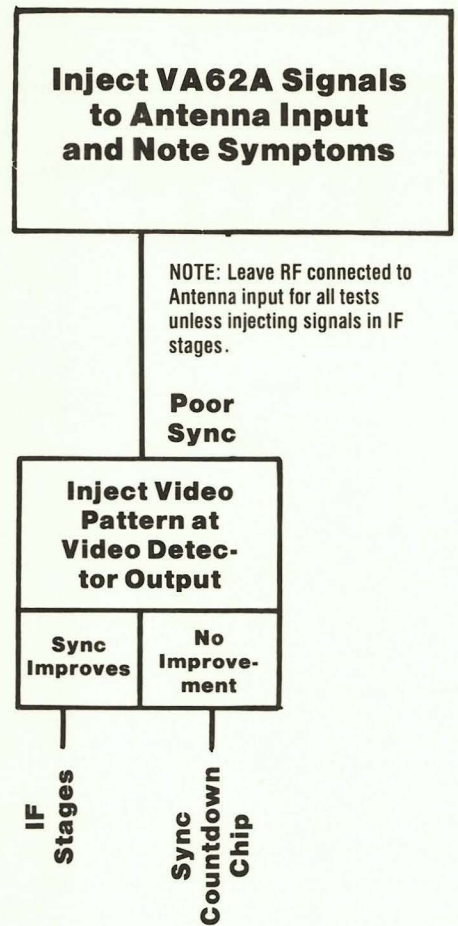 Inject VA62A Signals
to Antenna Input
and Note Symptoms
NOTE: Leave RF connected to
Antenna input for all tests
unless injecting signals in IF
stages.
Poor
Sync
Inject Video
Pattern at
Video Detec-
tor Output
Sync
Improves
No
Improve-
ment
IF
Stages
Sync
Countdown
Chip